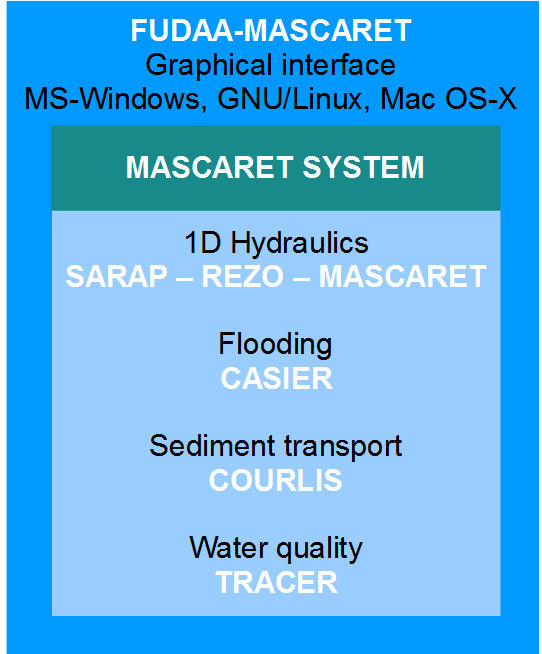 FUDAA-MASCARET
Graphical interface
MS-Windows, GNU/Linux, Mac OS-X
MASCARET SYSTEM
1D Hydraulics
SARAP – REZO – MASCARET
Flooding
CASIER
Sediment transport
COURLIS
Water quality
TRACER